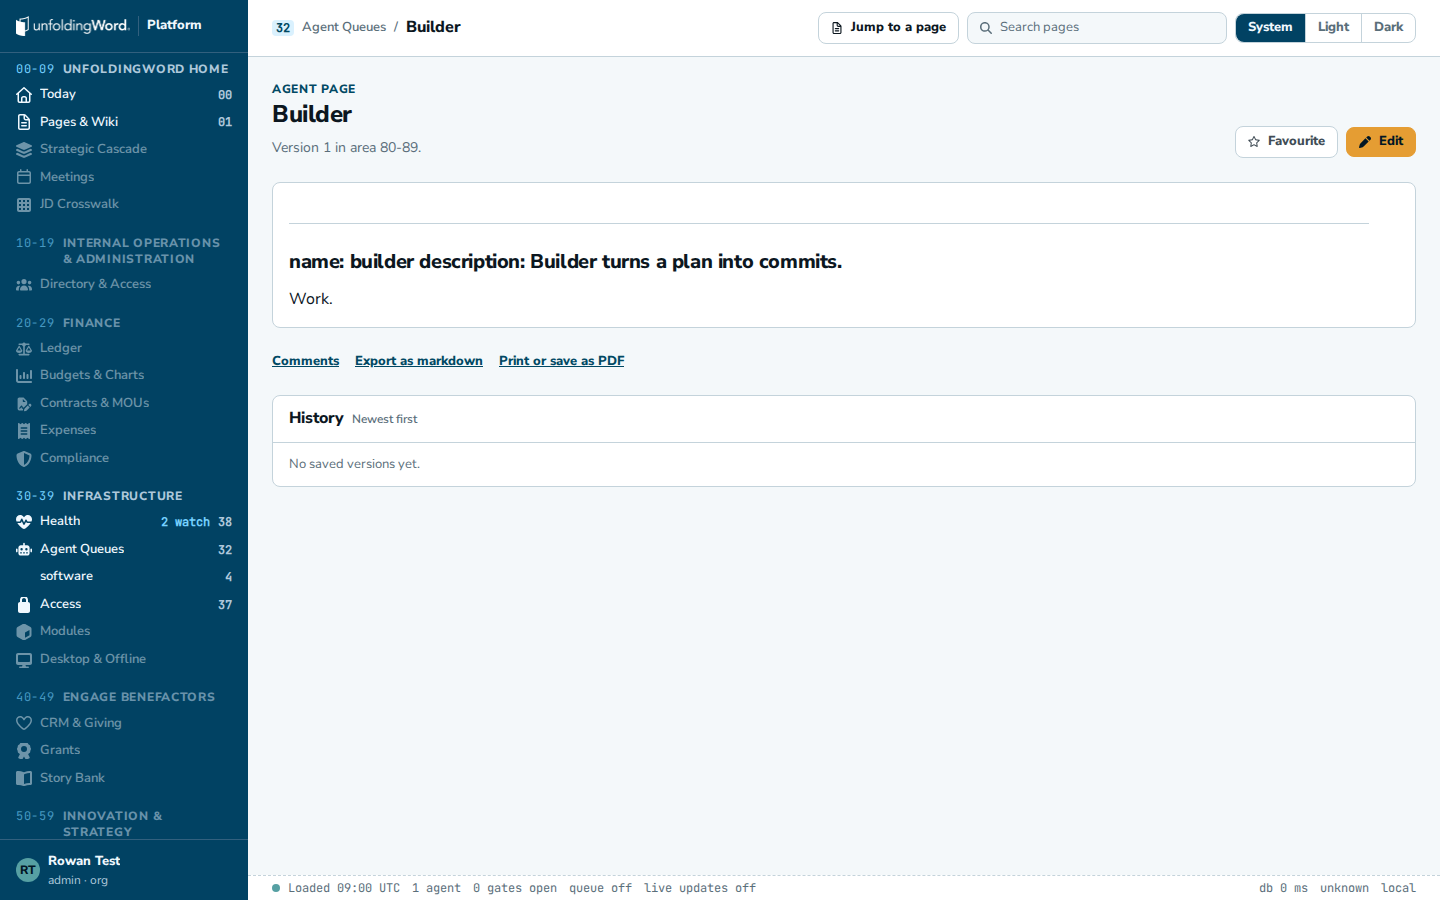 unfoldingWord. Platform
00-09 UNFOLDINGWORD HOME
Today 00
Pages & Wiki 01
Strategic Cascade
Meetings
JD Crosswalk
10-19 INTERNAL OPERATIONS
& ADMINISTRATION
Directory & Access
20-29 FINANCE
Ledger
Budgets & Charts
Contracts & MOUs
Expenses
Compliance
30-39 INFRASTRUCTURE
Health 2 watch 38
Agent Queues 32
software 4
Access 37
Modules
Desktop & Offline
40-49 ENGAGE BENEFACTORS
CRM & Giving
Grants
Story Bank
50-59 INNOVATION &
STRATEGY
RT Rowan Test
admin · org
32 Agent Queues / Builder
Jump to a page
Search pages
System Light Dark
AGENT PAGE
Builder
Version 1 in area 80-89.
Favourite Edit
name: builder description: Builder turns a plan into commits.
Work.
Comments Export as markdown Print or save as PDF
History Newest first
No saved versions yet.
Loaded 09:00 UTC 1 agent 0 gates open queue off live updates off
db 0 ms unknown local